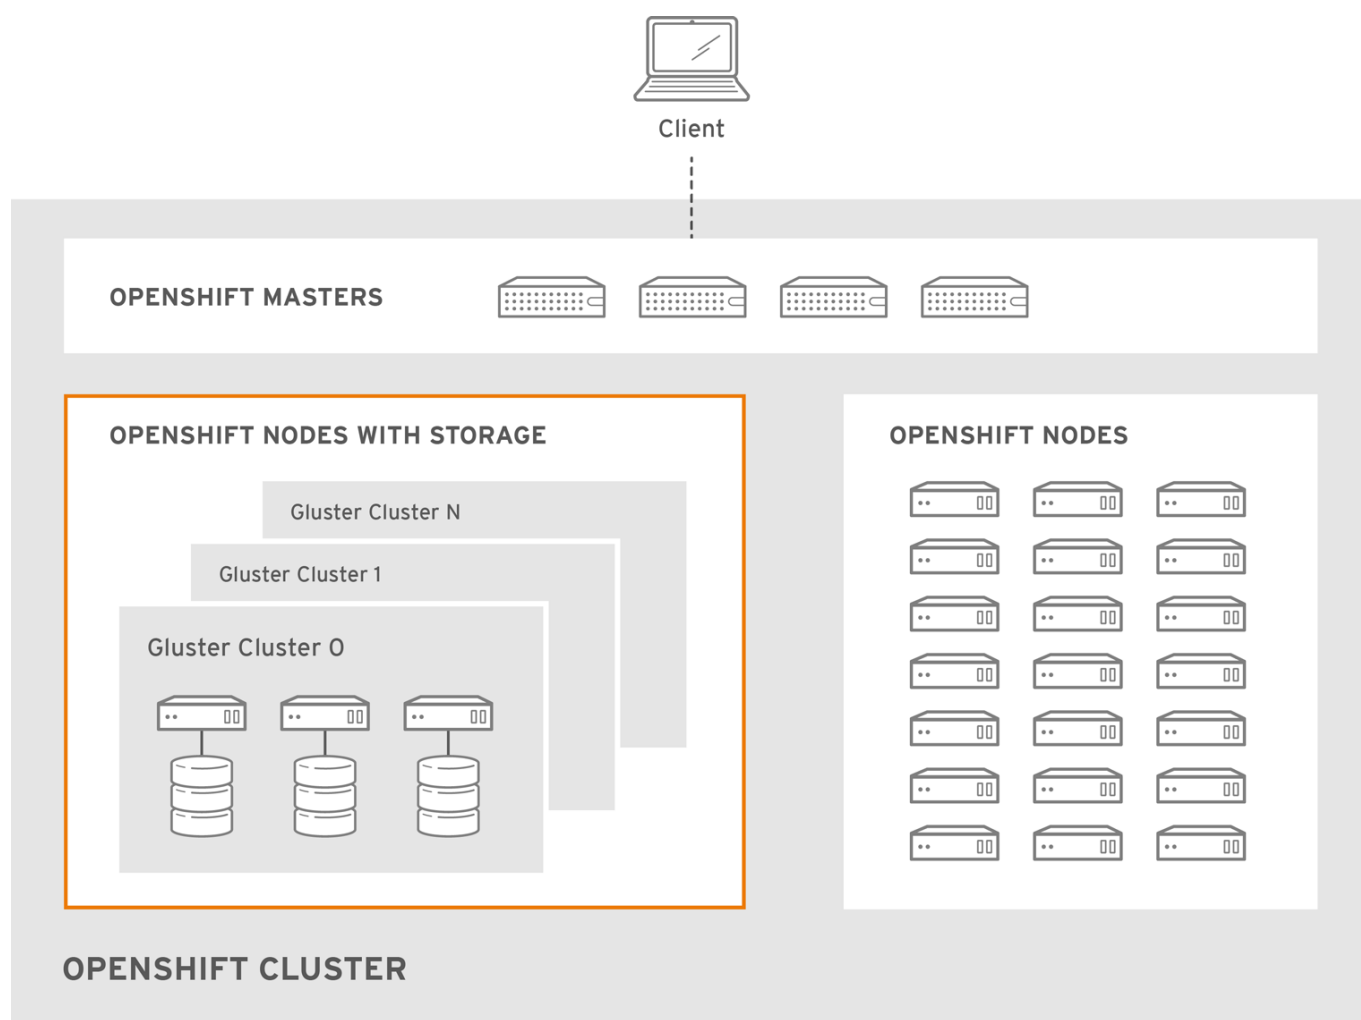 Client
OPENSHIFT MASTERS
OPENSHIFT NODES WITH STORAGE
Gluster Cluster N
Gluster Cluster 1
Gluster Cluster 0
OPENSHIFT NODES
OPENSHIFT CLUSTER